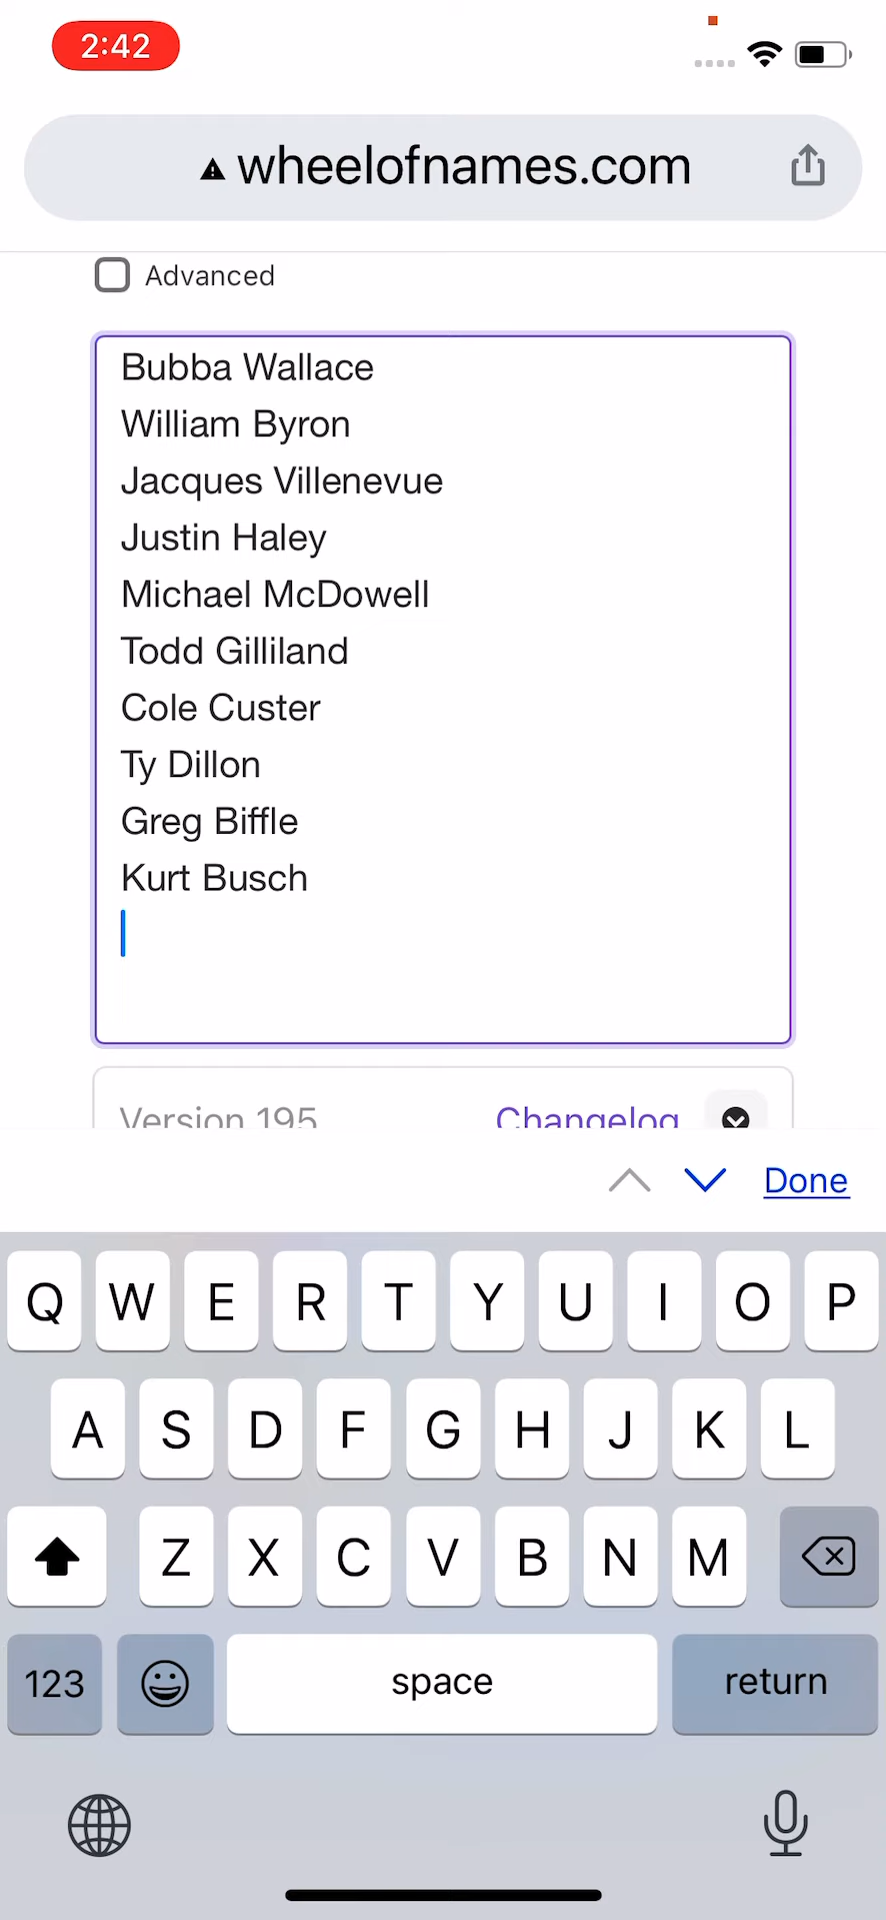 2:42
wheelofnames.com
Advanced
Bubba Wallace
William Byron
Jacques Villenevue
Justin Haley
Michael McDowell
Todd Gilliland
Cole Custer
Ty Dillon
Greg Biffle
Kurt Busch
Version 195 Changelog
Done
Q W E R T Y U I O P
A S D F G H J K L
Z X C V B N M
123 space return